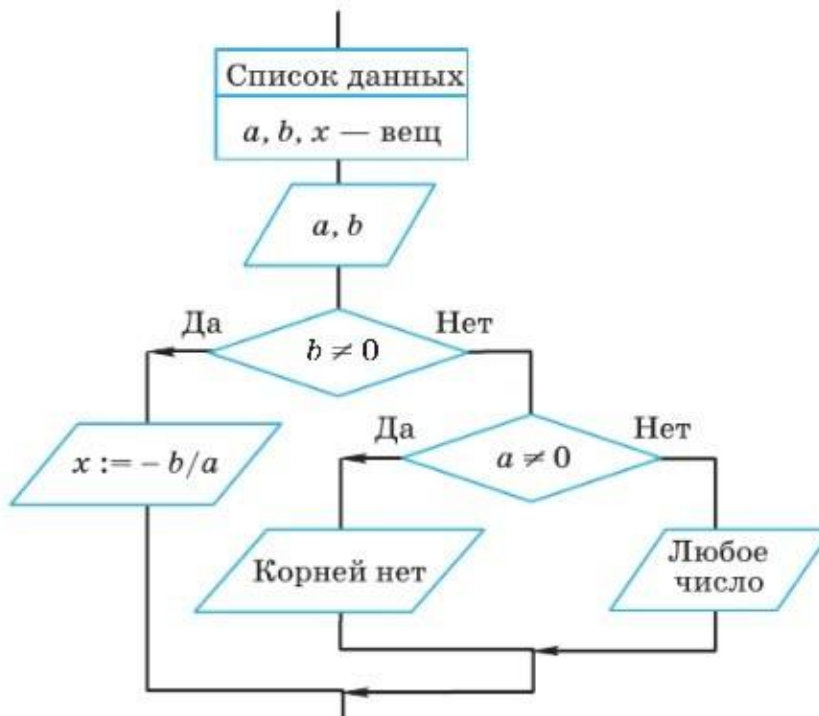 Список данных
a, b, x — вещ
a, b
Да
Нет
b ≠ 0
x := – b/a
Да
Нет
a ≠ 0
Корней нет
Любое
число